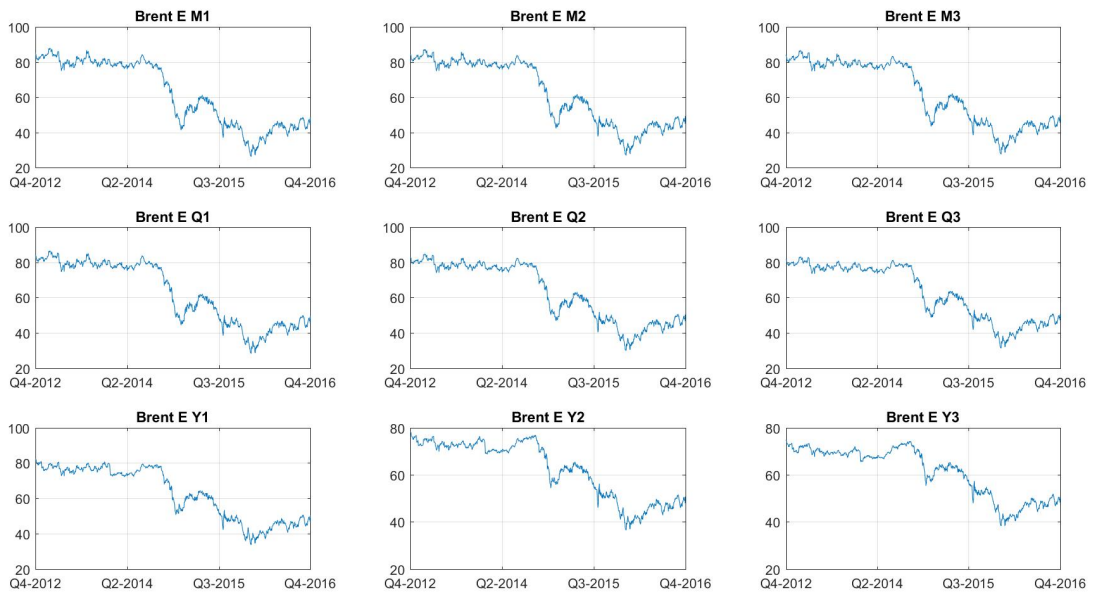 Brent E M1
Brent E M2
Brent E M3
100
80
60
40
20
Q4-2012
Q2-2014
Q3-2015
Q4-2016
100
80
60
40
20
Q4-2012
Q2-2014
Q3-2015
Q4-2016
100
80
60
40
20
Q4-2012
Q2-2014
Q3-2015
Q4-2016
Brent E Q1
Brent E Q2
Brent E Q3
100
80
60
40
20
Q4-2012
Q2-2014
Q3-2015
Q4-2016
100
80
60
40
20
Q4-2012
Q2-2014
Q3-2015
Q4-2016
100
80
60
40
20
Q4-2012
Q2-2014
Q3-2015
Q4-2016
Brent E Y1
Brent E Y2
Brent E Y3
100
80
60
40
20
Q4-2012
Q2-2014
Q3-2015
Q4-2016
80
60
40
20
Q4-2012
Q2-2014
Q3-2015
Q4-2016
80
60
40
20
Q4-2012
Q2-2014
Q3-2015
Q4-2016